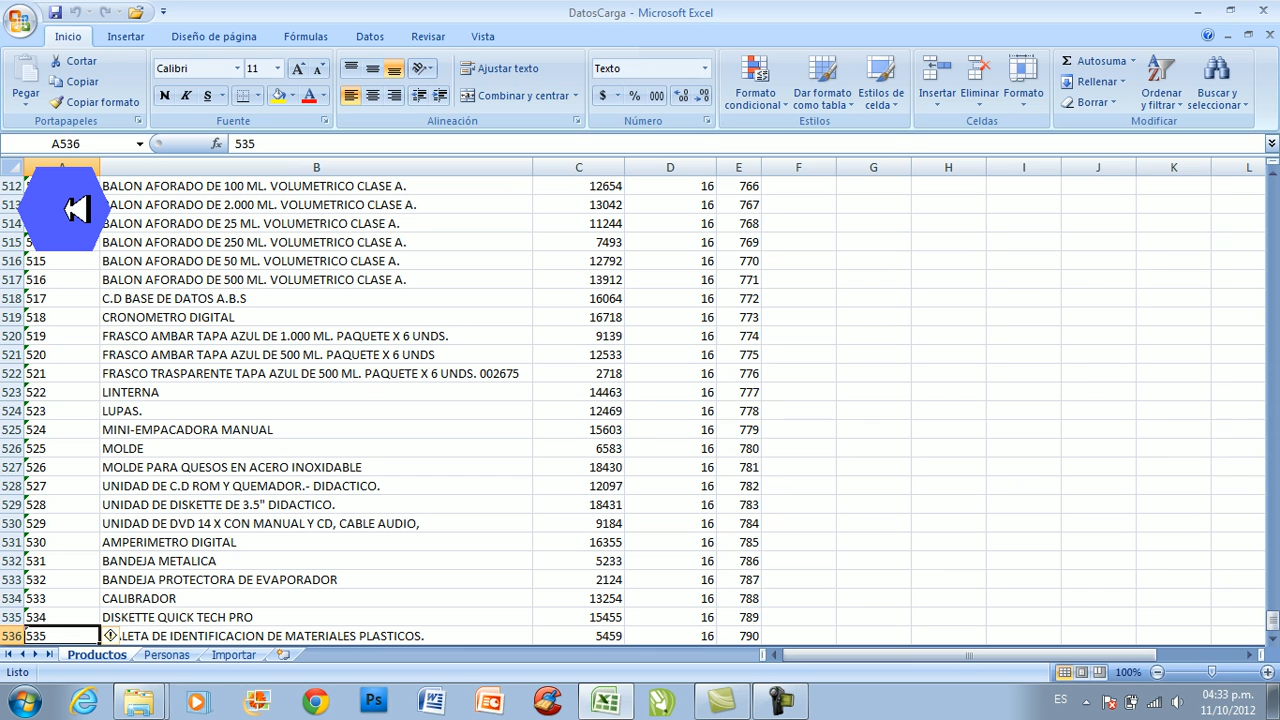 DatosCarga - Microsoft Excel
Inicio Insertar Diseño de página Fórmulas Datos Revisar Vista
Pegar
Cortar
Copiar
Copiar formato
Portapapeles
Calibri 11
N K S
Fuente
Ajustar texto
Combinar y centrar
Alineación
Texto
$ % 000
Número
Formato condicional
Dar formato como tabla
Estilos de celda
Estilos
Insertar Eliminar Formato
Celdas
Autosuma
Rellenar
Borrar
Ordenar y filtrar
Buscar y seleccionar
Modificar
A536 fx 535
A B C D E F G H I J K L
512 BALON AFORADO DE 100 ML. VOLUMETRICO CLASE A. 12654 16 766
513 BALON AFORADO DE 2.000 ML. VOLUMETRICO CLASE A. 13042 16 767
514 BALON AFORADO DE 25 ML. VOLUMETRICO CLASE A. 11244 16 768
515 BALON AFORADO DE 250 ML. VOLUMETRICO CLASE A. 7493 16 769
516 515 BALON AFORADO DE 50 ML. VOLUMETRICO CLASE A. 12792 16 770
517 516 BALON AFORADO DE 500 ML. VOLUMETRICO CLASE A. 13912 16 771
518 517 C.D BASE DE DATOS A.B.S 16064 16 772
519 518 CRONOMETRO DIGITAL 16718 16 773
520 519 FRASCO AMBAR TAPA AZUL DE 1.000 ML. PAQUETE X 6 UNDS. 9139 16 774
521 520 FRASCO AMBAR TAPA AZUL DE 500 ML. PAQUETE X 6 UNDS 12533 16 775
522 521 FRASCO TRASPARENTE TAPA AZUL DE 500 ML. PAQUETE X 6 UNDS. 002675 2718 16 776
523 522 LINTERNA 14463 16 777
524 523 LUPAS. 12469 16 778
525 524 MINI-EMPACADORA MANUAL 15603 16 779
526 525 MOLDE 6583 16 780
527 526 MOLDE PARA QUESOS EN ACERO INOXIDABLE 18430 16 781
528 527 UNIDAD DE C.D ROM Y QUEMADOR.- DIDACTICO. 12097 16 782
529 528 UNIDAD DE DISKETTE DE 3.5" DIDACTICO. 18431 16 783
530 529 UNIDAD DE DVD 14 X CON MANUAL Y CD, CABLE AUDIO, 9184 16 784
531 530 AMPERIMETRO DIGITAL 16355 16 785
532 531 BANDEJA METALICA 5233 16 786
533 532 BANDEJA PROTECTORA DE EVAPORADOR 2124 16 787
534 533 CALIBRADOR 13254 16 788
535 534 DISKETTE QUICK TECH PRO 15455 16 789
536 535 LETA DE IDENTIFICACION DE MATERIALES PLASTICOS. 5459 16 790
Productos Personas Importar
Listo 100%
ES 04:33 p.m.
11/10/2012